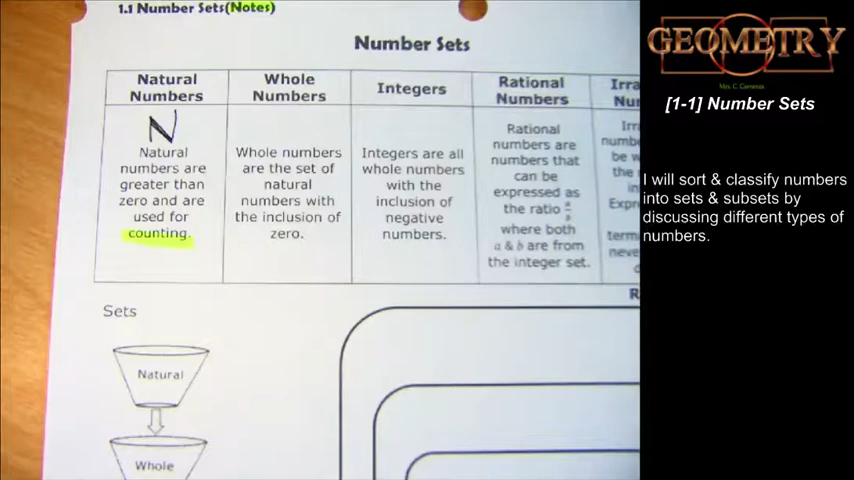 1.1 Number Sets(Notes)
Number Sets
Natural Numbers
Whole Numbers
Integers
Rational Numbers
N
Natural
numbers are
greater than
zero and are
used for
counting.
Whole numbers
are the set of
natural
numbers with
the inclusion of
zero.
Integers are all
whole numbers
with the
inclusion of
negative
numbers.
Rational
numbers are
numbers that
can be
expressed as
the ratio
where both
a & b are from
the integer set.
Sets
Natural
Whole
GEOMETRY
[1-1] Number Sets
I will sort & classify numbers
into sets & subsets by
discussing different types of
numbers.